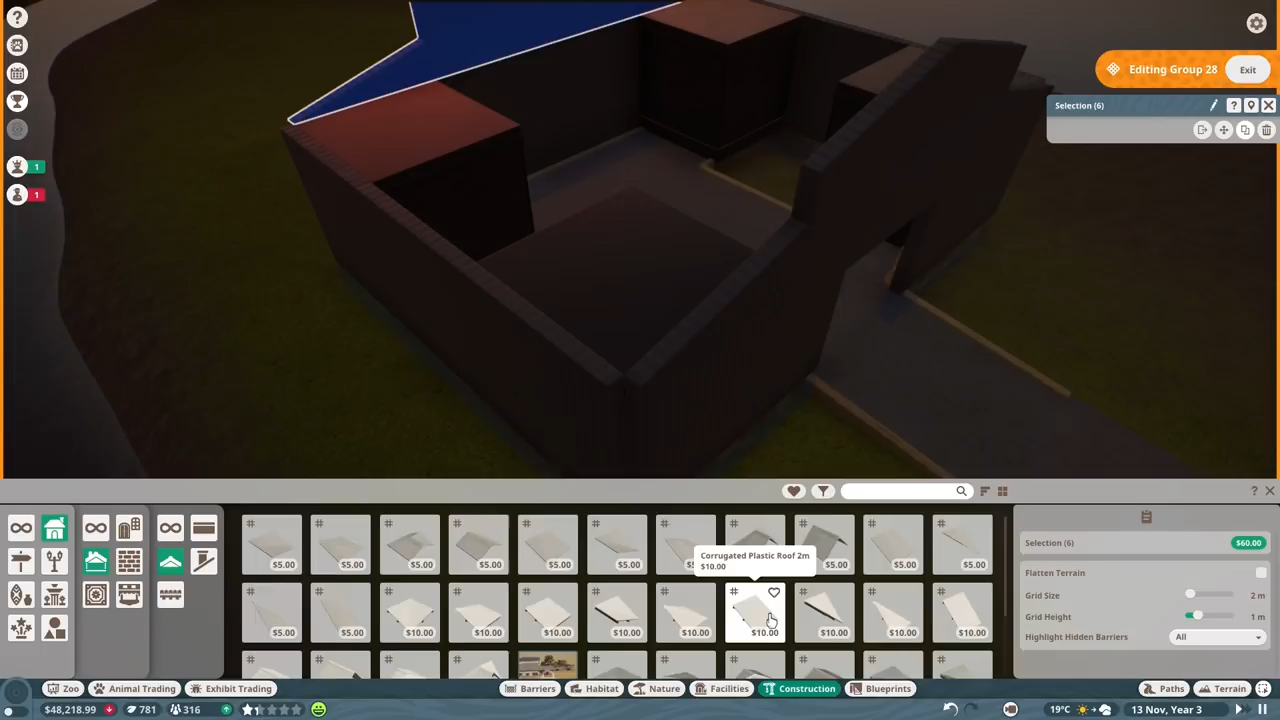 ?
Editing Group 28
Exit
Selection (6)
?
1
1
Corrugated Plastic Roof 2m
$10.00
?
$5.00 $5.00 $5.00 $5.00 $5.00 $5.00 $5.00 $5.00 $5.00
$10.00 $10.00 $10.00 $10.00 $10.00 $10.00 $10.00 $10.00
$5.00 $5.00 $5.00
Selection (6) $60.00
Flatten Terrain
Grid Size 2 m
Grid Height 1 m
Highlight Hidden Barriers All
Zoo Animal Trading Exhibit Trading Barriers Habitat Nature Facilities Construction Blueprints Paths Terrain
$48,218.99 781 316 19°C 13 Nov, Year 3